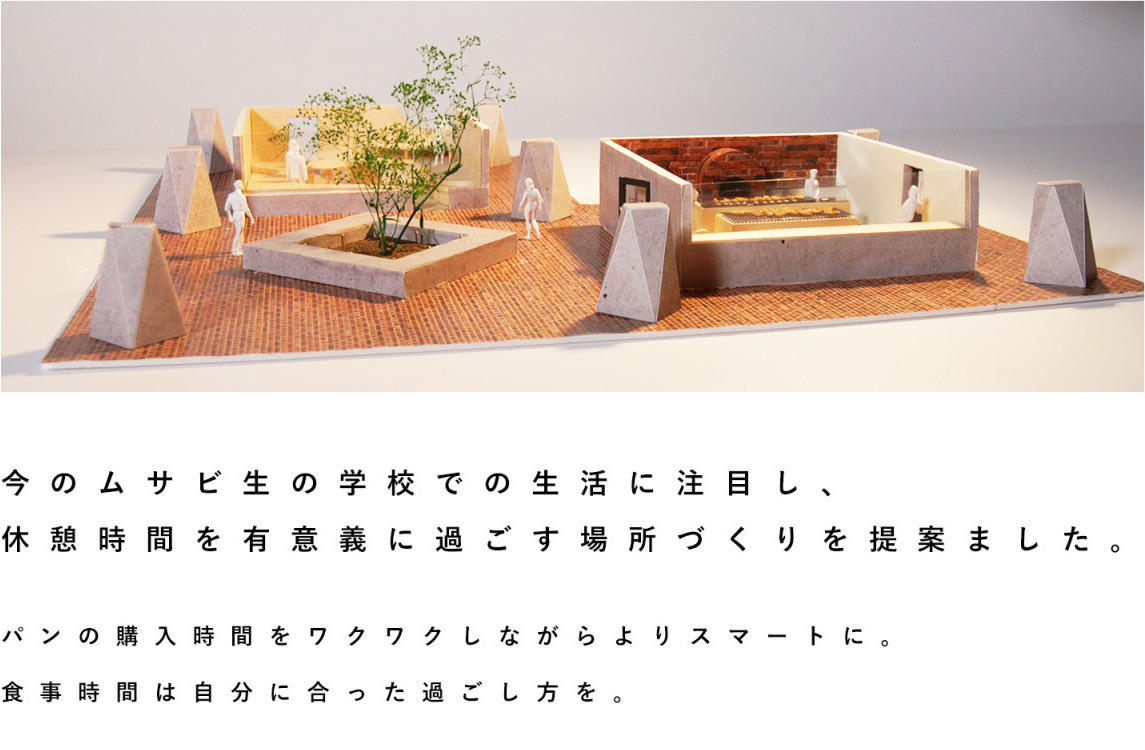 今のムサビ生の学校での生活に注目し、
休憩時間を有意義に過ごす場所づくりを提案ました。
パンの購入時間をワクワクしながらよりスマートに。
食事時間は自分に合った過ごし方を。